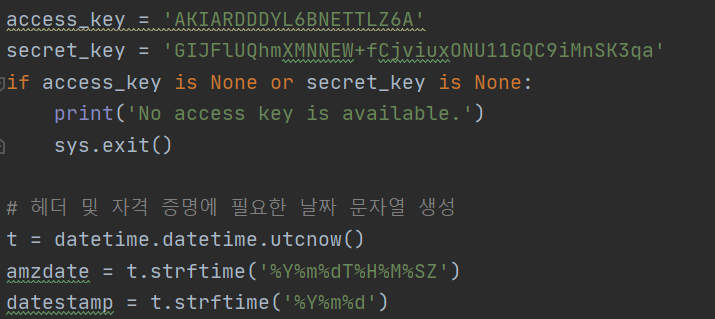 access_key = 'AKIARDDDYL6BNETTLZ6A'
secret_key = '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'
if access_key is None or secret_key is None:
    print('No access key is available.')
    sys.exit()

# 헤더 및 자격 증명에 필요한 날짜 문자열 생성
t = datetime.datetime.utcnow()
amzdate = t.strftime('%Y%m%dT%H%M%SZ')
datestamp = t.strftime('%Y%m%d')